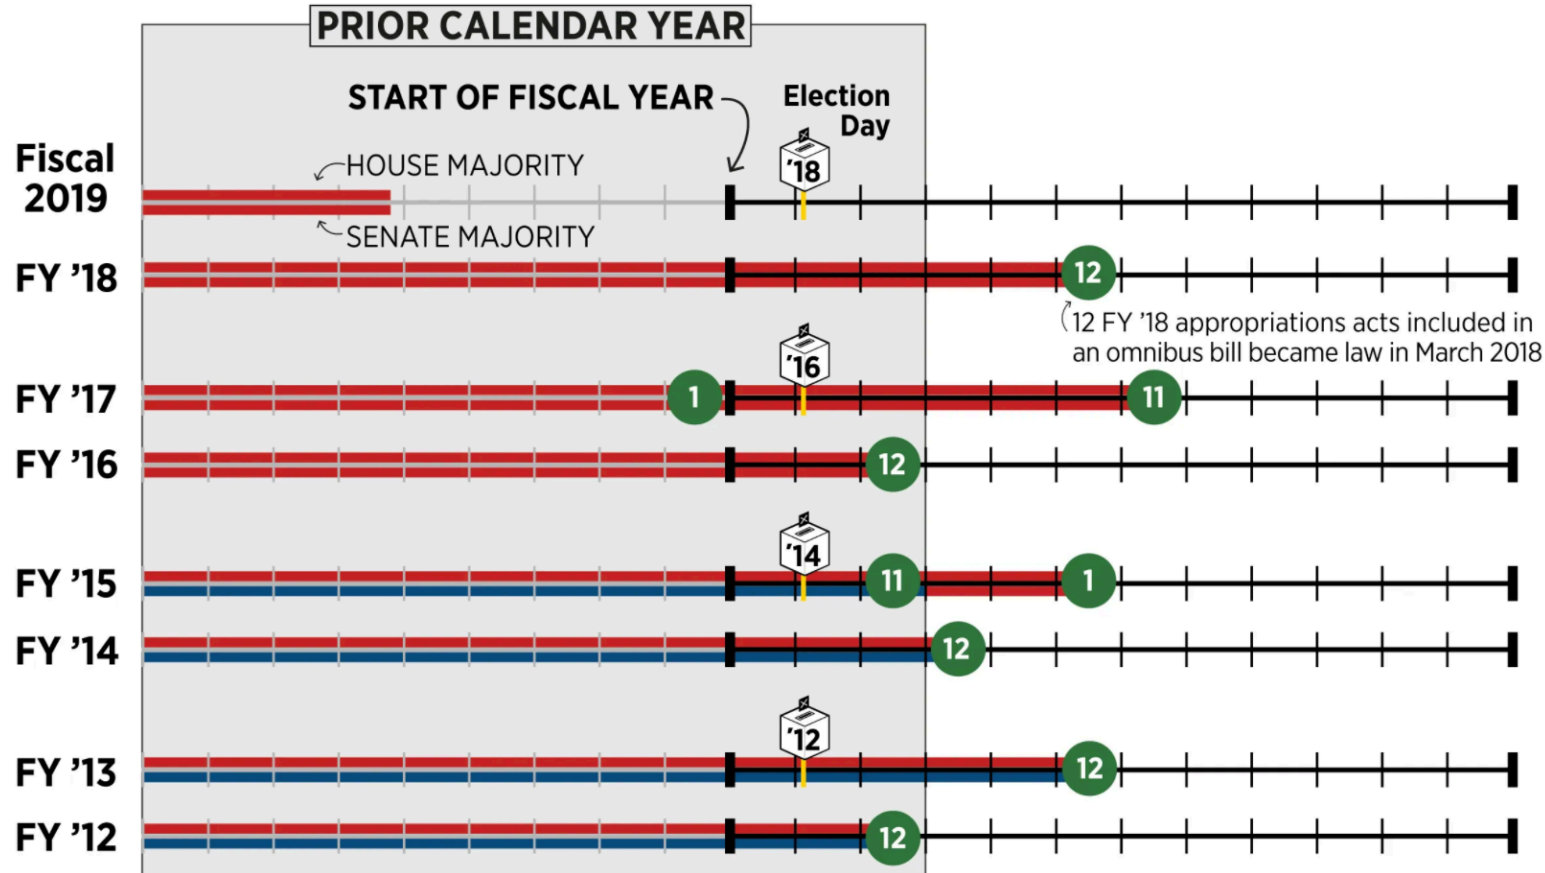 PRIOR CALENDAR YEAR
START OF FISCAL YEAR
Election
Day
Fiscal
2019
HOUSE MAJORITY
’18
SENATE MAJORITY
FY ’18
12
12 FY ’18 appropriations acts included in
an omnibus bill became law in March 2018
’16
FY ’17
1
11
FY ’16
12
’14
FY ’15
11
1
FY ’14
12
’12
FY ’13
12
FY ’12
12